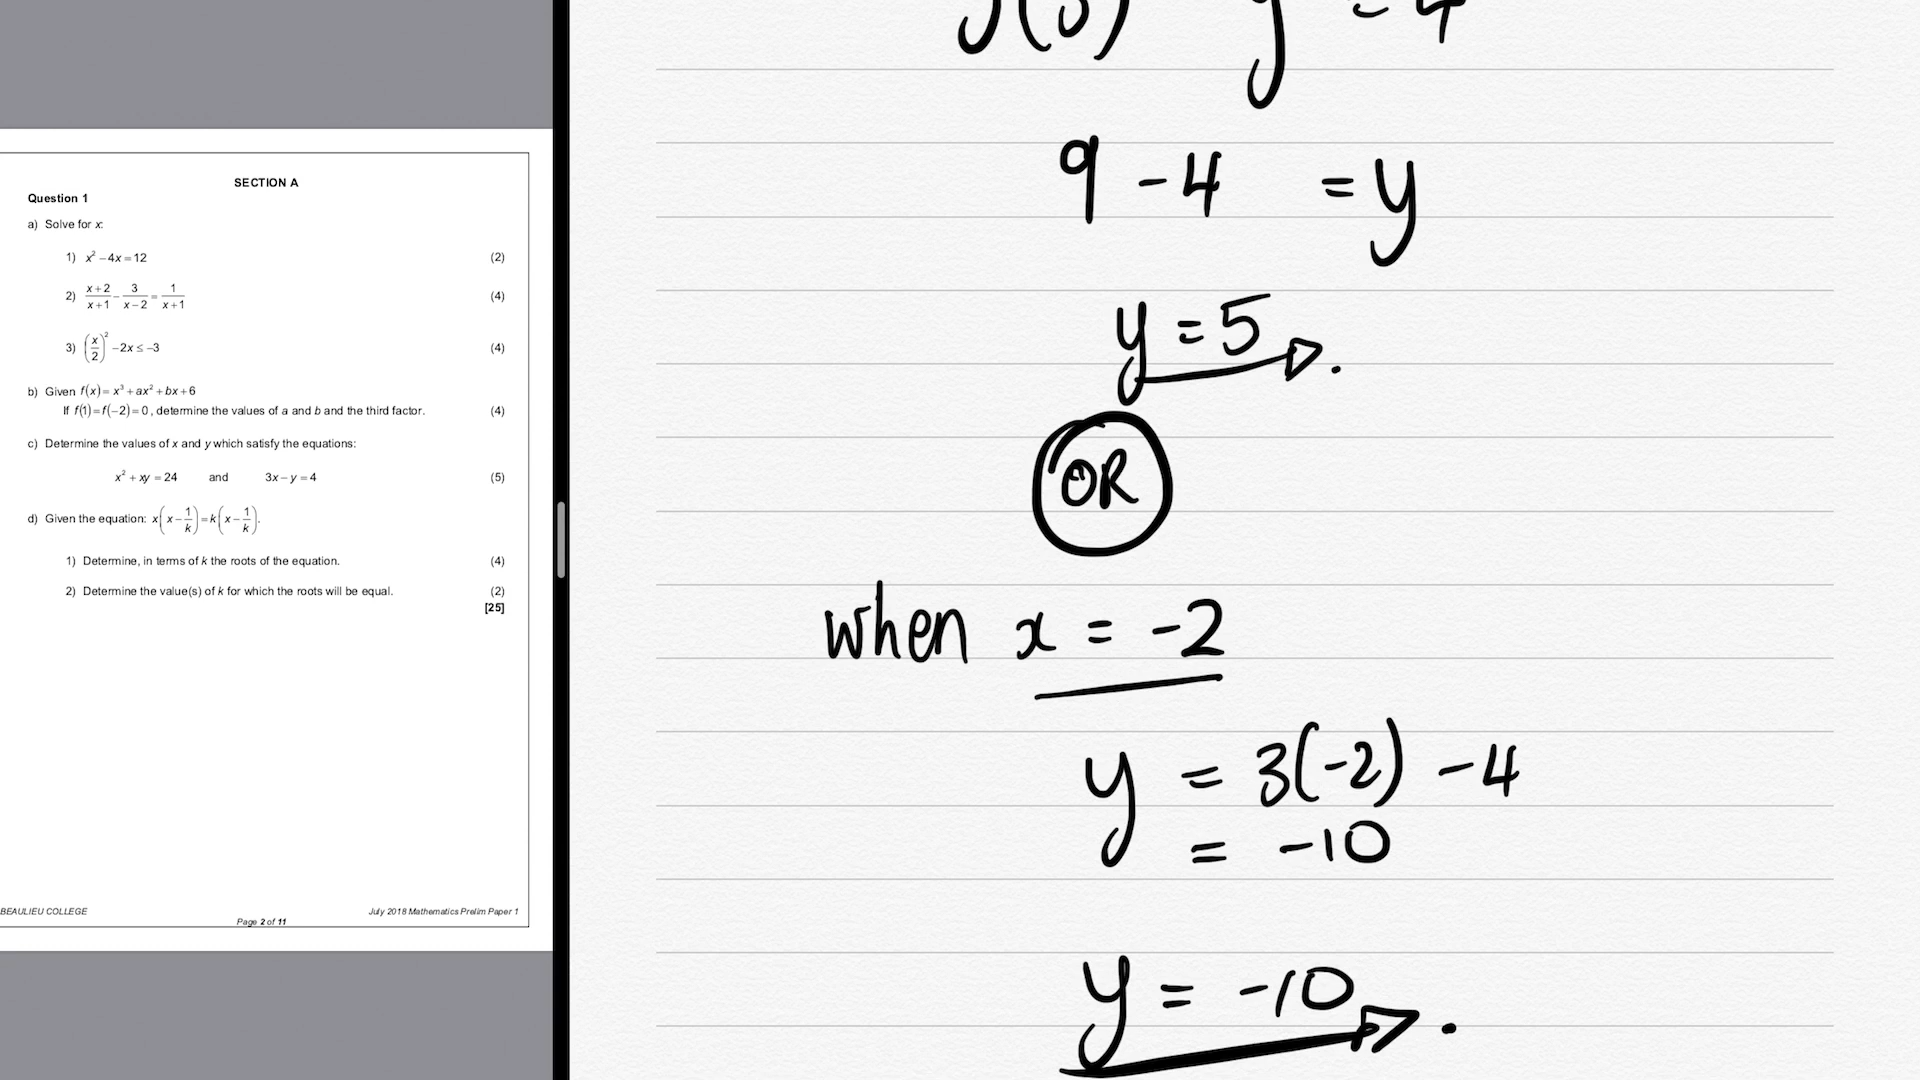 SECTION A
Question 1
a) Solve for x:
1) x² – 4x = 12 (2)
2) x+2/x+1 – 3/x–2 = 1/x+1 (4)
3) (x/2)² – 2x ≤ –3 (4)
b) Given f(x) = x³ + ax² + bx + 6
If f(1) = f(–2) = 0, determine the values of a and b and the third factor. (4)
c) Determine the values of x and y which satisfy the equations:
x² + xy = 24 and 3x – y = 4 (5)
d) Given the equation: x(x – 1/k) = k(x – 1/k).
1) Determine, in terms of k the roots of the equation. (4)
2) Determine the value(s) of k for which the roots will be equal. (2)
[25]
BEAULIEU COLLEGE
July 2018 Mathematics Prelim Paper 1
Page 2 of 11
9 – 4 = y
y = 5.
OR
when x = –2
y = 3(–2) – 4
= –10
y = –10.